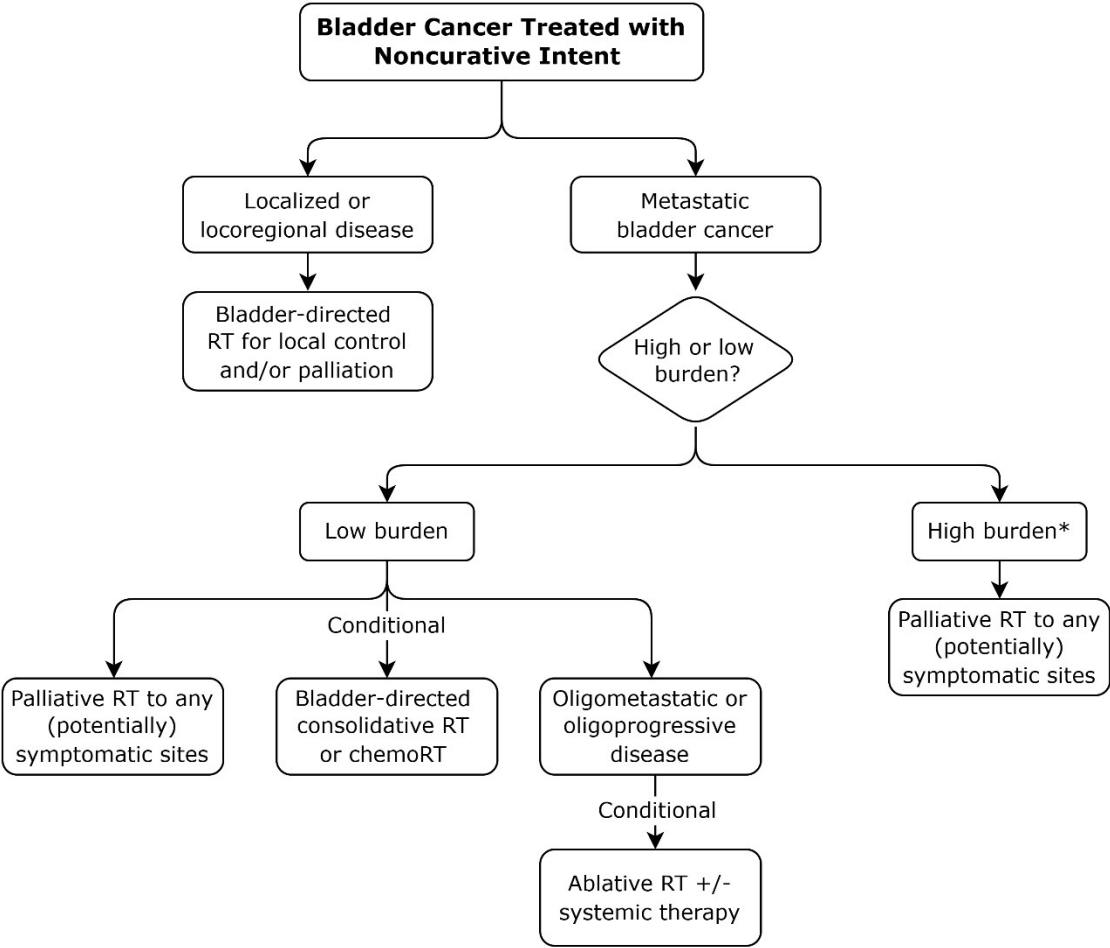 Bladder Cancer Treated with
Noncurative Intent
Localized or
locoregional disease
Metastatic
bladder cancer
Bladder-directed
RT for local control
and/or palliation
High or low
burden?
Low burden
High burden*
Conditional
Palliative RT to any
(potentially)
symptomatic sites
Palliative RT to any
(potentially)
symptomatic sites
Bladder-directed
consolidative RT
or chemoRT
Oligometastatic or
oligoprogressive
disease
Conditional
Ablative RT +/-
systemic therapy